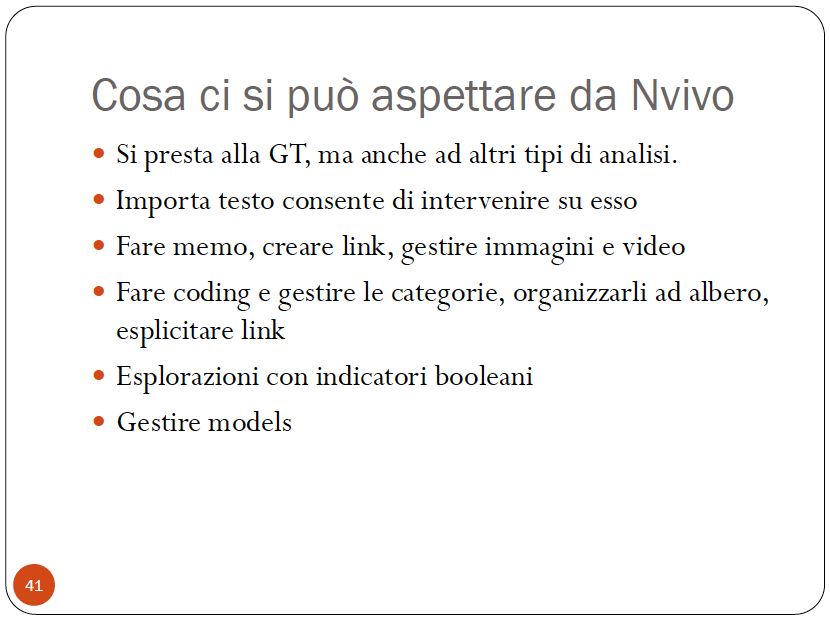 Cosa ci si può aspettare da Nvivo
• Si presta alla GT, ma anche ad altri tipi di analisi.
• Importa testo consente di intervenire su esso
• Fare memo, creare link, gestire immagini e video
• Fare coding e gestire le categorie, organizzarli ad albero,
esplicitare link
• Esplorazioni con indicatori booleani
• Gestire models
41